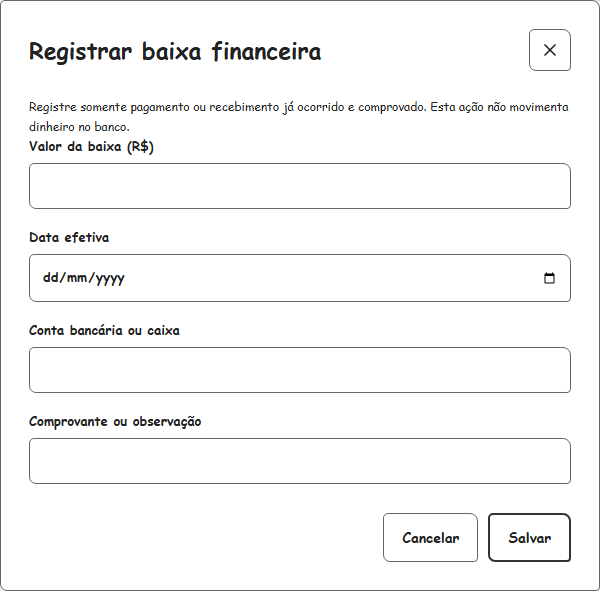 Registrar baixa financeira
Registre somente pagamento ou recebimento já ocorrido e comprovado. Esta ação não movimenta
dinheiro no banco.
Valor da baixa (R$)
Data efetiva
dd/mm/yyyy
Conta bancária ou caixa
Comprovante ou observação
Cancelar
Salvar